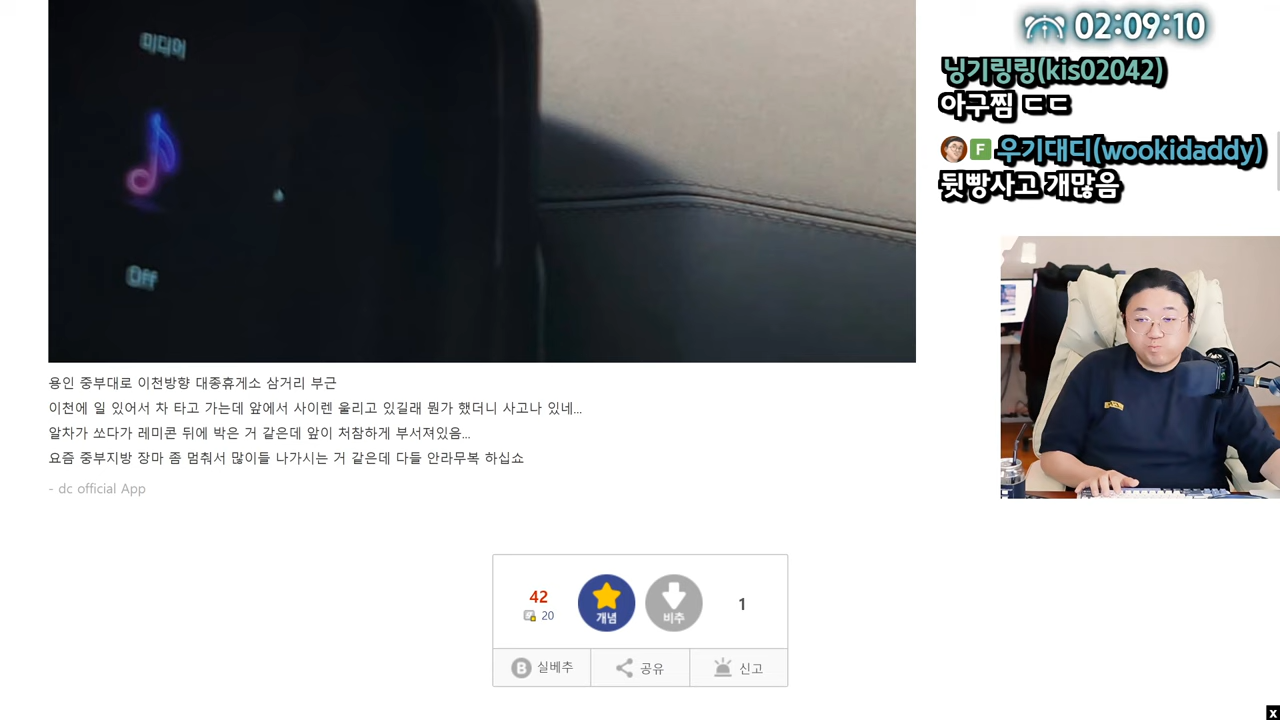 미디어
Off
02:09:10
닝기링링(kis02042)
아구찜 ㄷㄷ
F 우기대디(wookidaddy)
뒷빵사고 개많음
용인 중부대로 이천방향 대종휴게소 삼거리 부근
이천에 일 있어서 차 타고 가는데 앞에서 사이렌 울리고 있길래 뭔가 했더니 사고나 있네...
알차가 쏘다가 레미콘 뒤에 박은 거 같은데 앞이 처참하게 부서져있음...
요즘 중부지방 장마 좀 멈춰서 많이들 나가시는 거 같은데 다들 안라무복 하십쇼
- dc official App
42
20
개념
비추
1
B 실베추
공유
신고
x